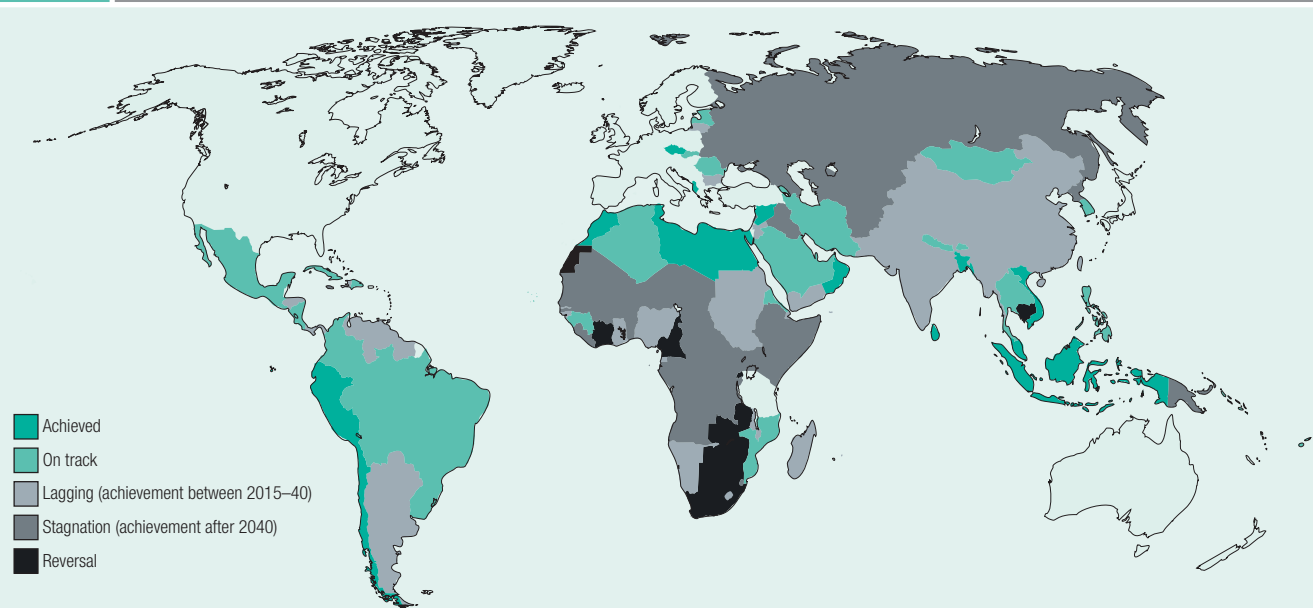 Achieved
On track
Lagging (achievement between 2015–40)
Stagnation (achievement after 2040)
Reversal